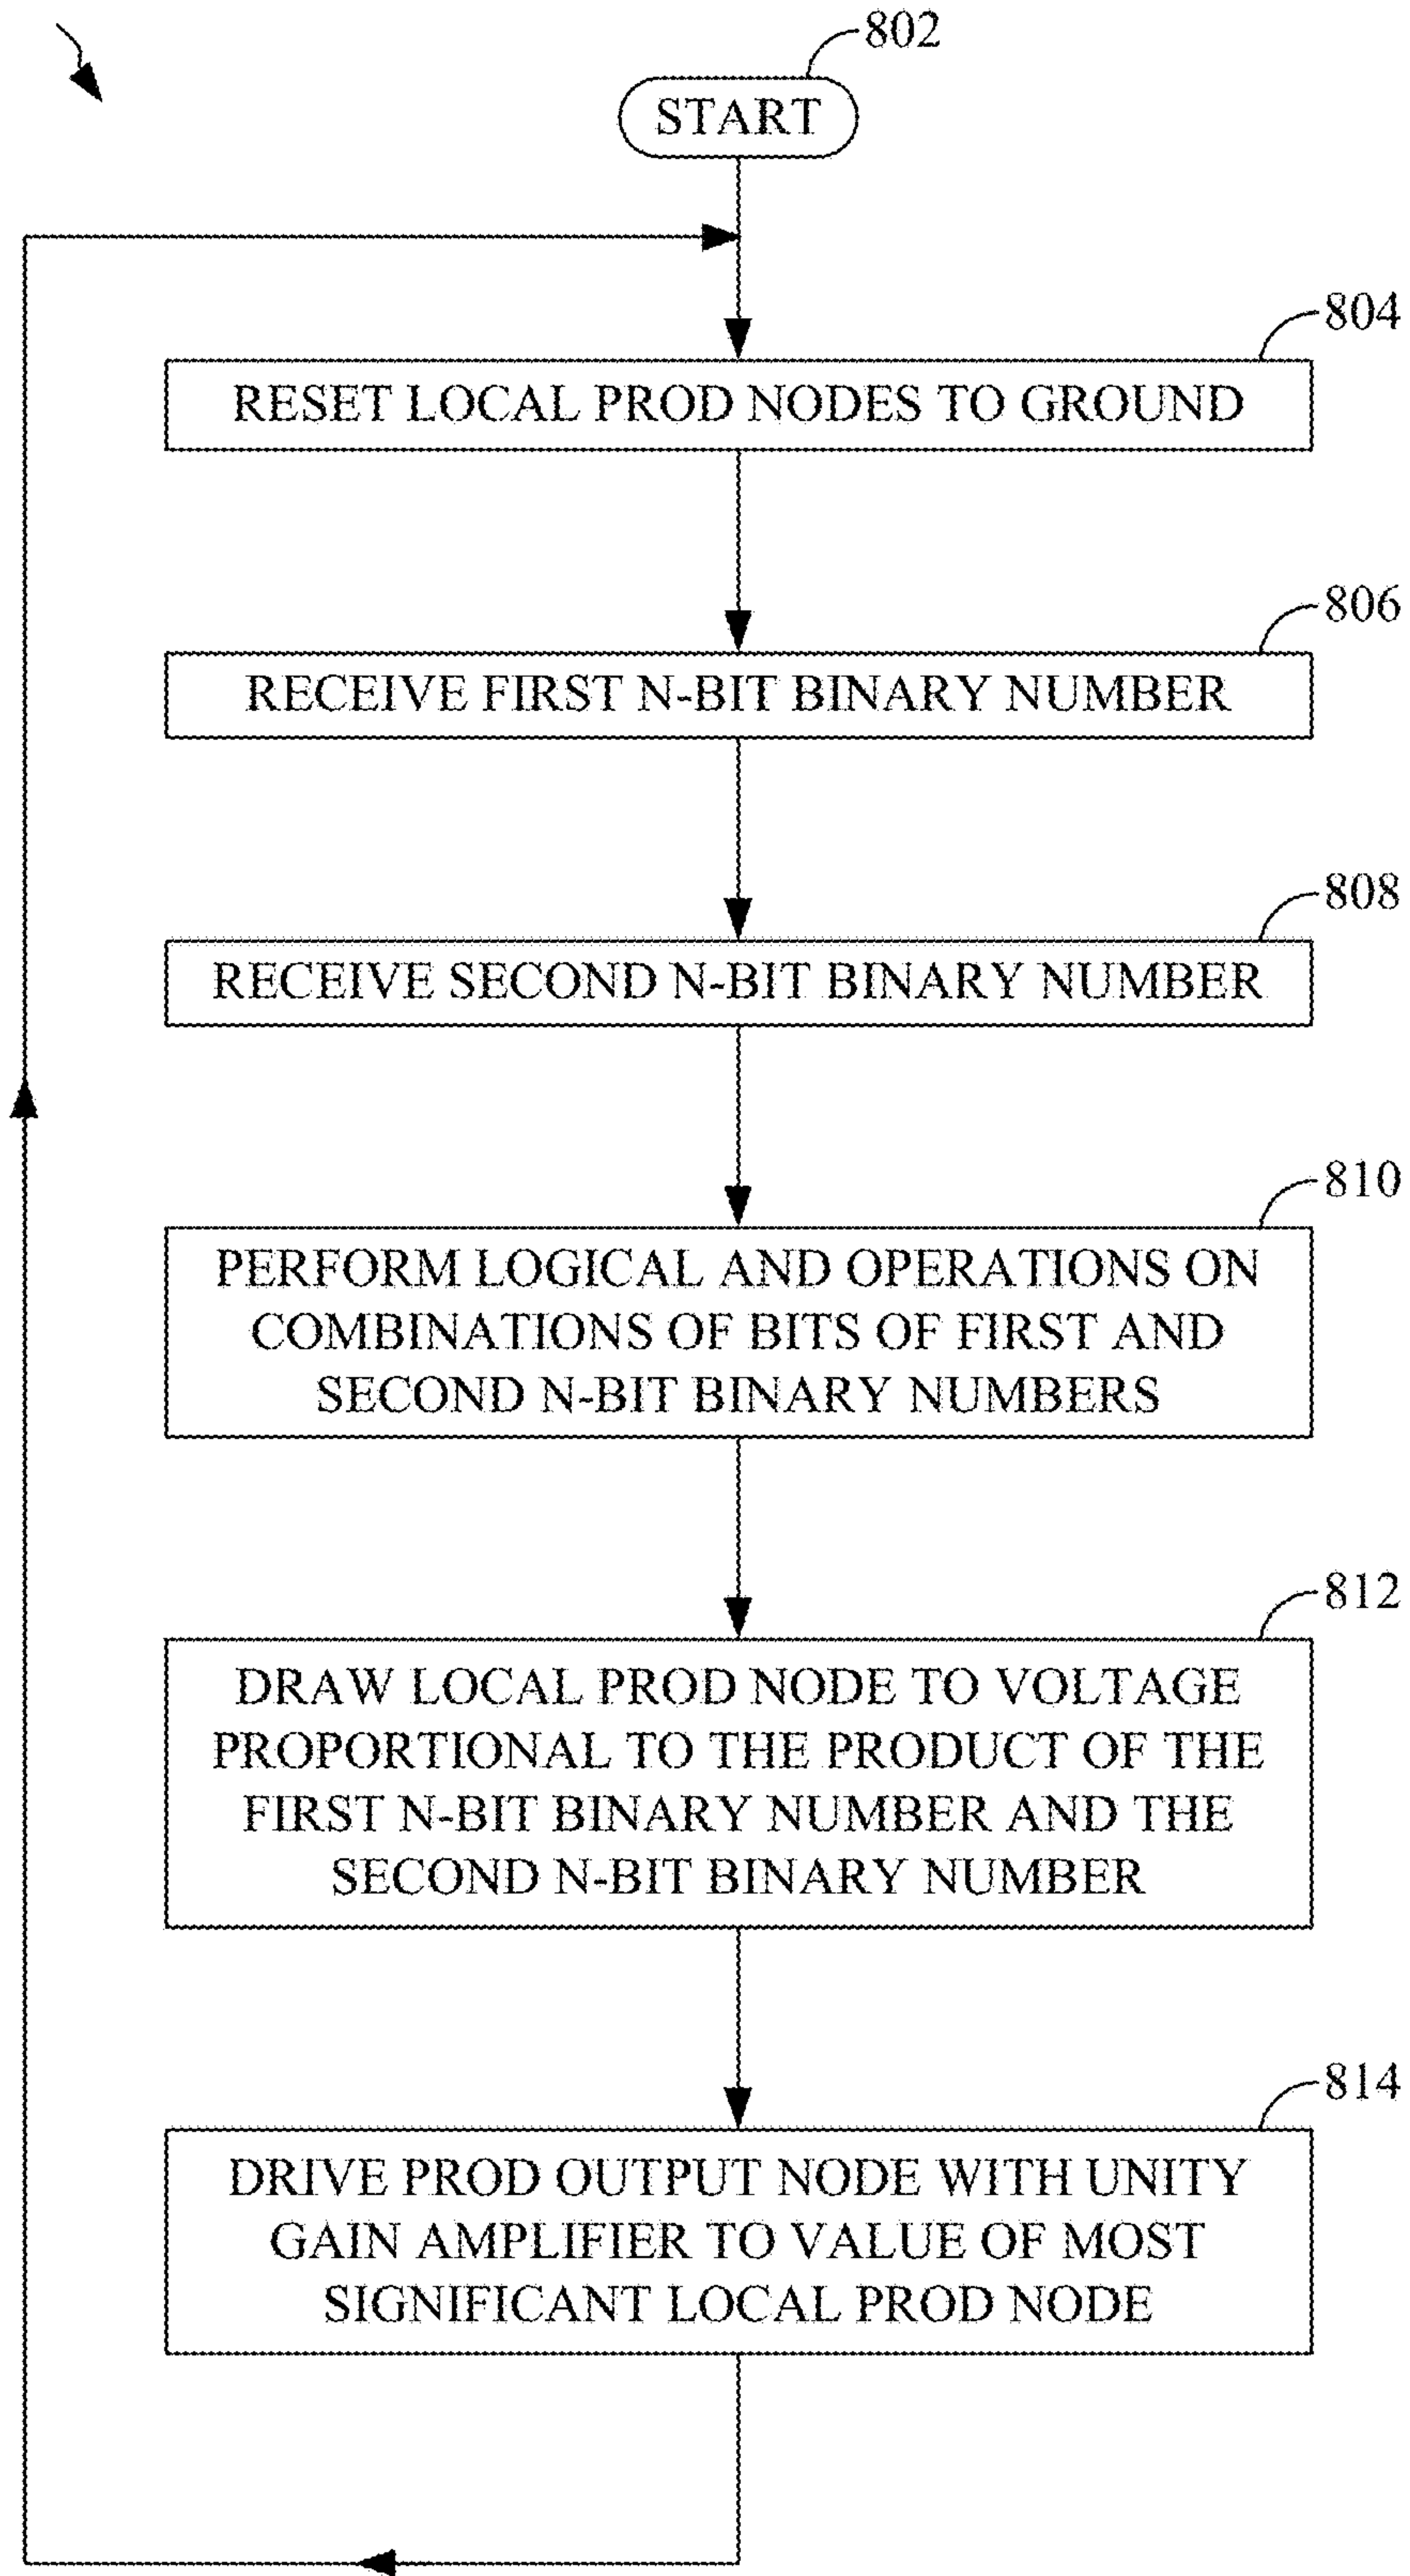 802
START
804
RESET LOCAL PROD NODES TO GROUND
806
RECEIVE FIRST N-BIT BINARY NUMBER
808
RECEIVE SECOND N-BIT BINARY NUMBER
810
PERFORM LOGICAL AND OPERATIONS ON
COMBINATIONS OF BITS OF FIRST AND
SECOND N-BIT BINARY NUMBERS
812
DRAW LOCAL PROD NODE TO VOLTAGE
PROPORTIONAL TO THE PRODUCT OF THE
FIRST N-BIT BINARY NUMBER AND THE
SECOND N-BIT BINARY NUMBER
814
DRIVE PROD OUTPUT NODE WITH UNITY
GAIN AMPLIFIER TO VALUE OF MOST
SIGNIFICANT LOCAL PROD NODE